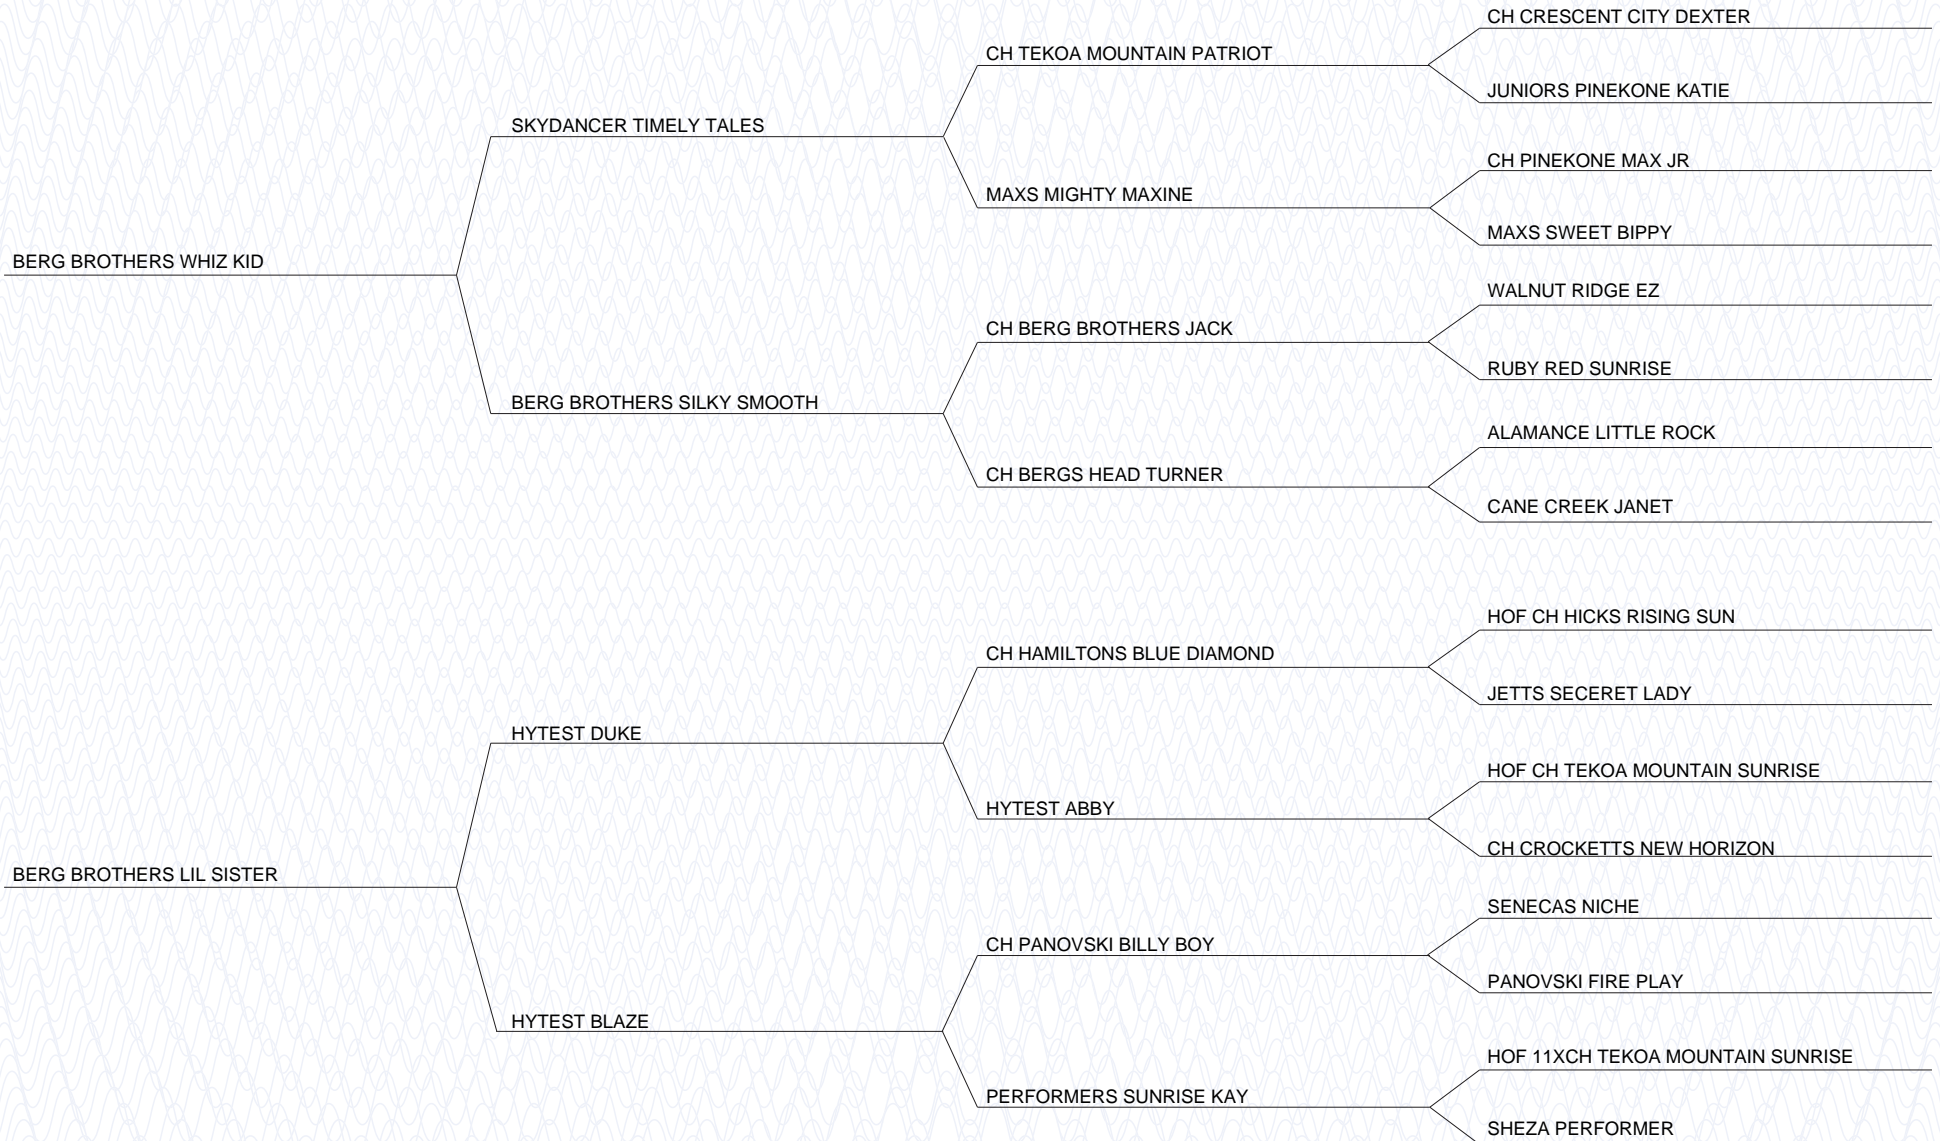 CH CRESCENT CITY DEXTER
CH TEKOA MOUNTAIN PATRIOT
JUNIORS PINEKONE KATIE
SKYDANCER TIMELY TALES
CH PINEKONE MAX JR
MAXS MIGHTY MAXINE
MAXS SWEET BIPPY
BERG BROTHERS WHIZ KID
WALNUT RIDGE EZ
CH BERG BROTHERS JACK
RUBY RED SUNRISE
BERG BROTHERS SILKY SMOOTH
ALAMANCE LITTLE ROCK
CH BERGS HEAD TURNER
CANE CREEK JANET
HOF CH HICKS RISING SUN
CH HAMILTONS BLUE DIAMOND
JETTS SECERET LADY
HYTEST DUKE
HOF CH TEKOA MOUNTAIN SUNRISE
HYTEST ABBY
CH CROCKETTS NEW HORIZON
BERG BROTHERS LIL SISTER
SENECAS NICHE
CH PANOVSKI BILLY BOY
PANOVSKI FIRE PLAY
HYTEST BLAZE
HOF 11XCH TEKOA MOUNTAIN SUNRISE
PERFORMERS SUNRISE KAY
SHEZA PERFORMER